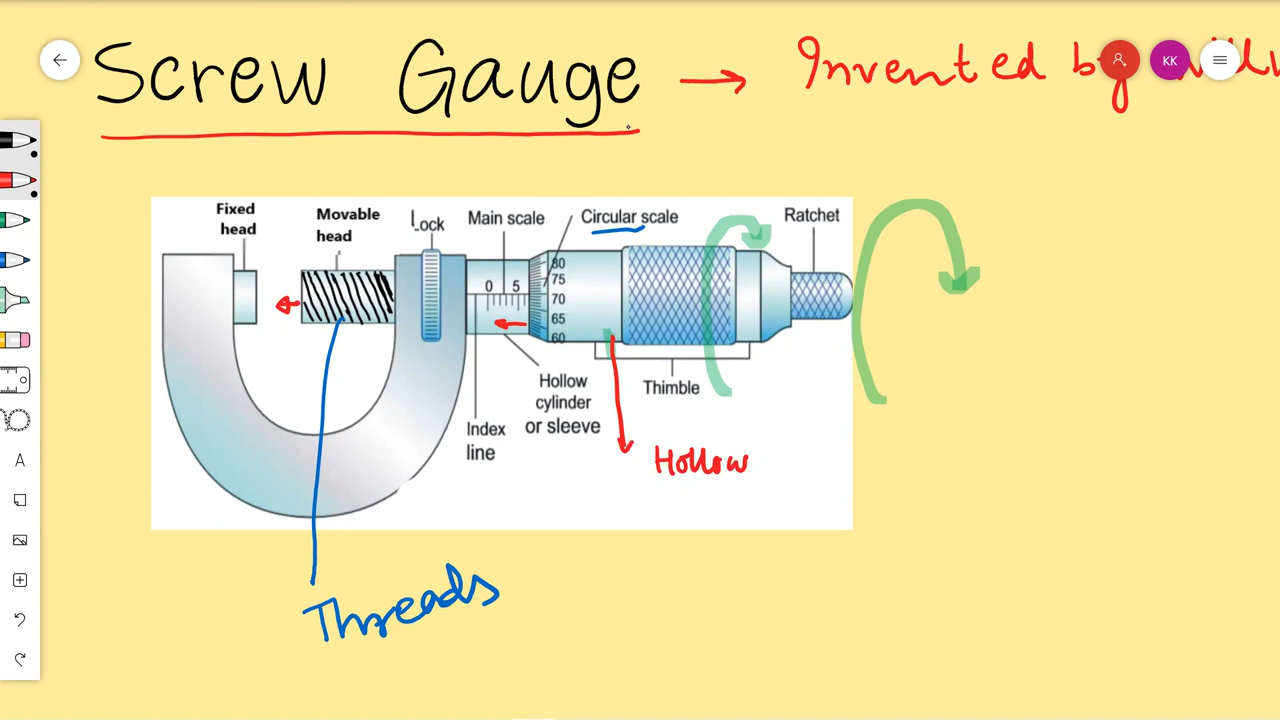 Screw Gauge → Invented by
KK
Fixed
head
Movable
head
Lock
Main scale
Circular scale
Ratchet
0 5
80
75
70
65
60
Hollow
cylinder
or sleeve
Thimble
Index
line
Hollow
Threads
A